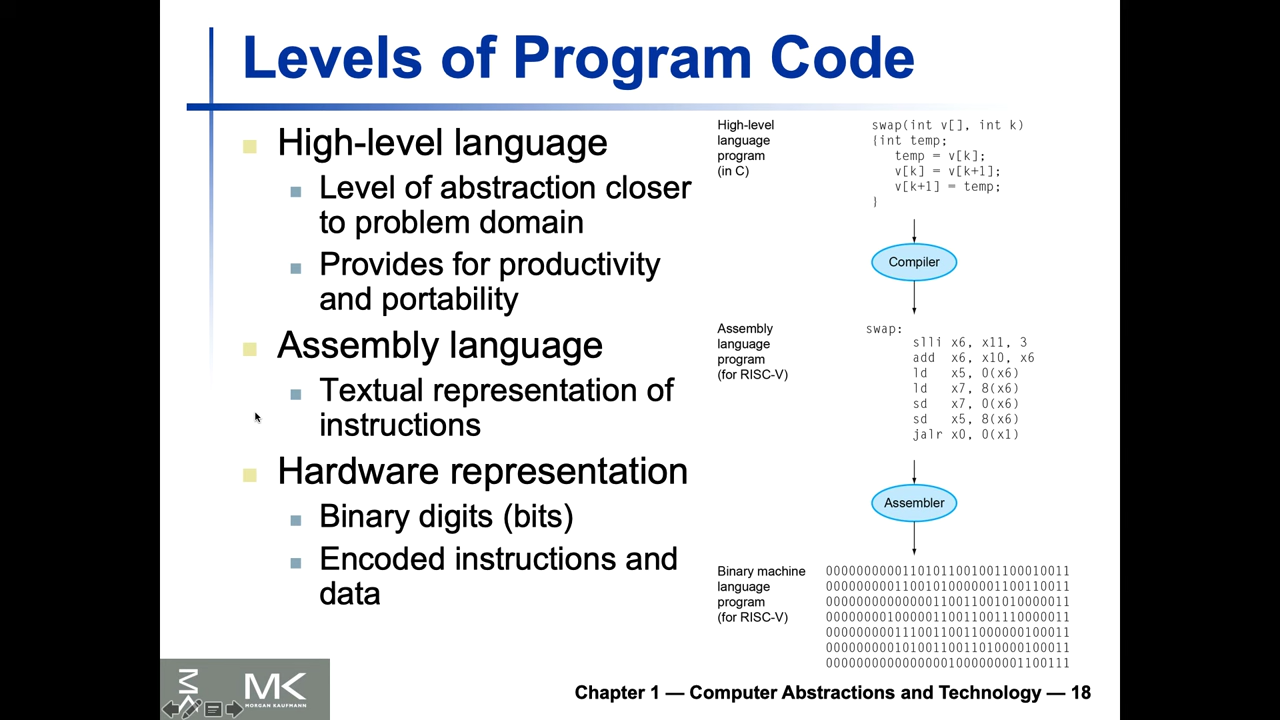 Levels of Program Code
High-level language
Level of abstraction closer
to problem domain
Provides for productivity
and portability
Assembly language
Textual representation of
instructions
Hardware representation
Binary digits (bits)
Encoded instructions and
data
High-level
language
program
(in C)
swap(int v[], int k)
{int temp;
temp = v[k];
v[k] = v[k+1];
v[k+1] = temp;
}
Compiler
Assembly
language
program
(for RISC-V)
swap:
slli x6, x11, 3
add x6, x10, x6
ld x5, 0(x6)
ld x7, 8(x6)
sd x7, 0(x6)
sd x5, 8(x6)
jalr x0, 0(x1)
Assembler
Binary machine
language
program
(for RISC-V)
00000000001101011001001100010011
00000000011001010000001100110011
00000000000000110011001010000011
00000000100000110011001110000011
00000000011100110011000000100011
00000000010100110011010000100011
00000000000000001000000001100111
MK
MORGAN KAUFMANN
Chapter 1 — Computer Abstractions and Technology — 18